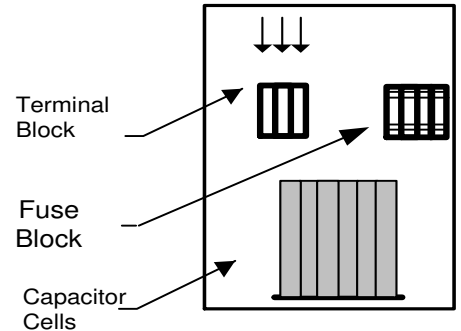 Terminal
Block
Fuse
Block
Capacitor
Cells